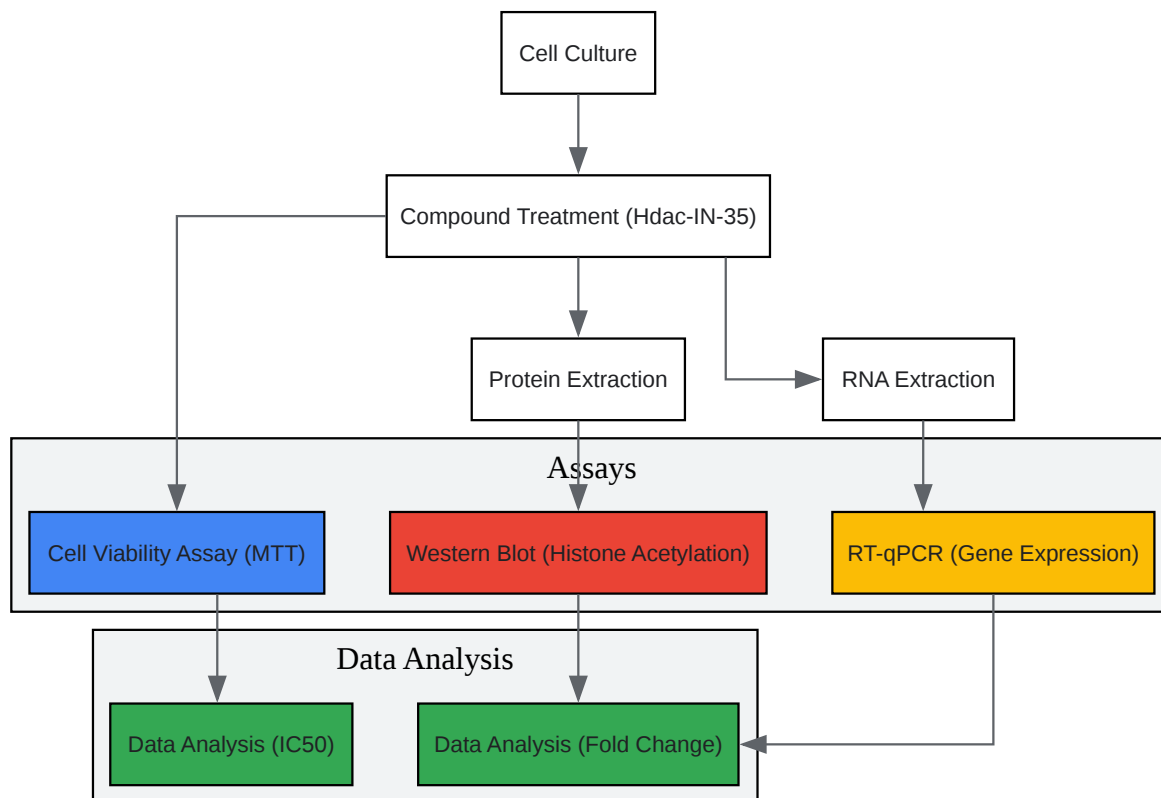 Cell Culture
Compound Treatment (Hdac-IN-35)
Protein Extraction
RNA Extraction
Assays
Cell Viability Assay (MTT)
Western Blot (Histone Acetylation)
RT-qPCR (Gene Expression)
Data Analysis
Data Analysis (IC50)
Data Analysis (Fold Change)